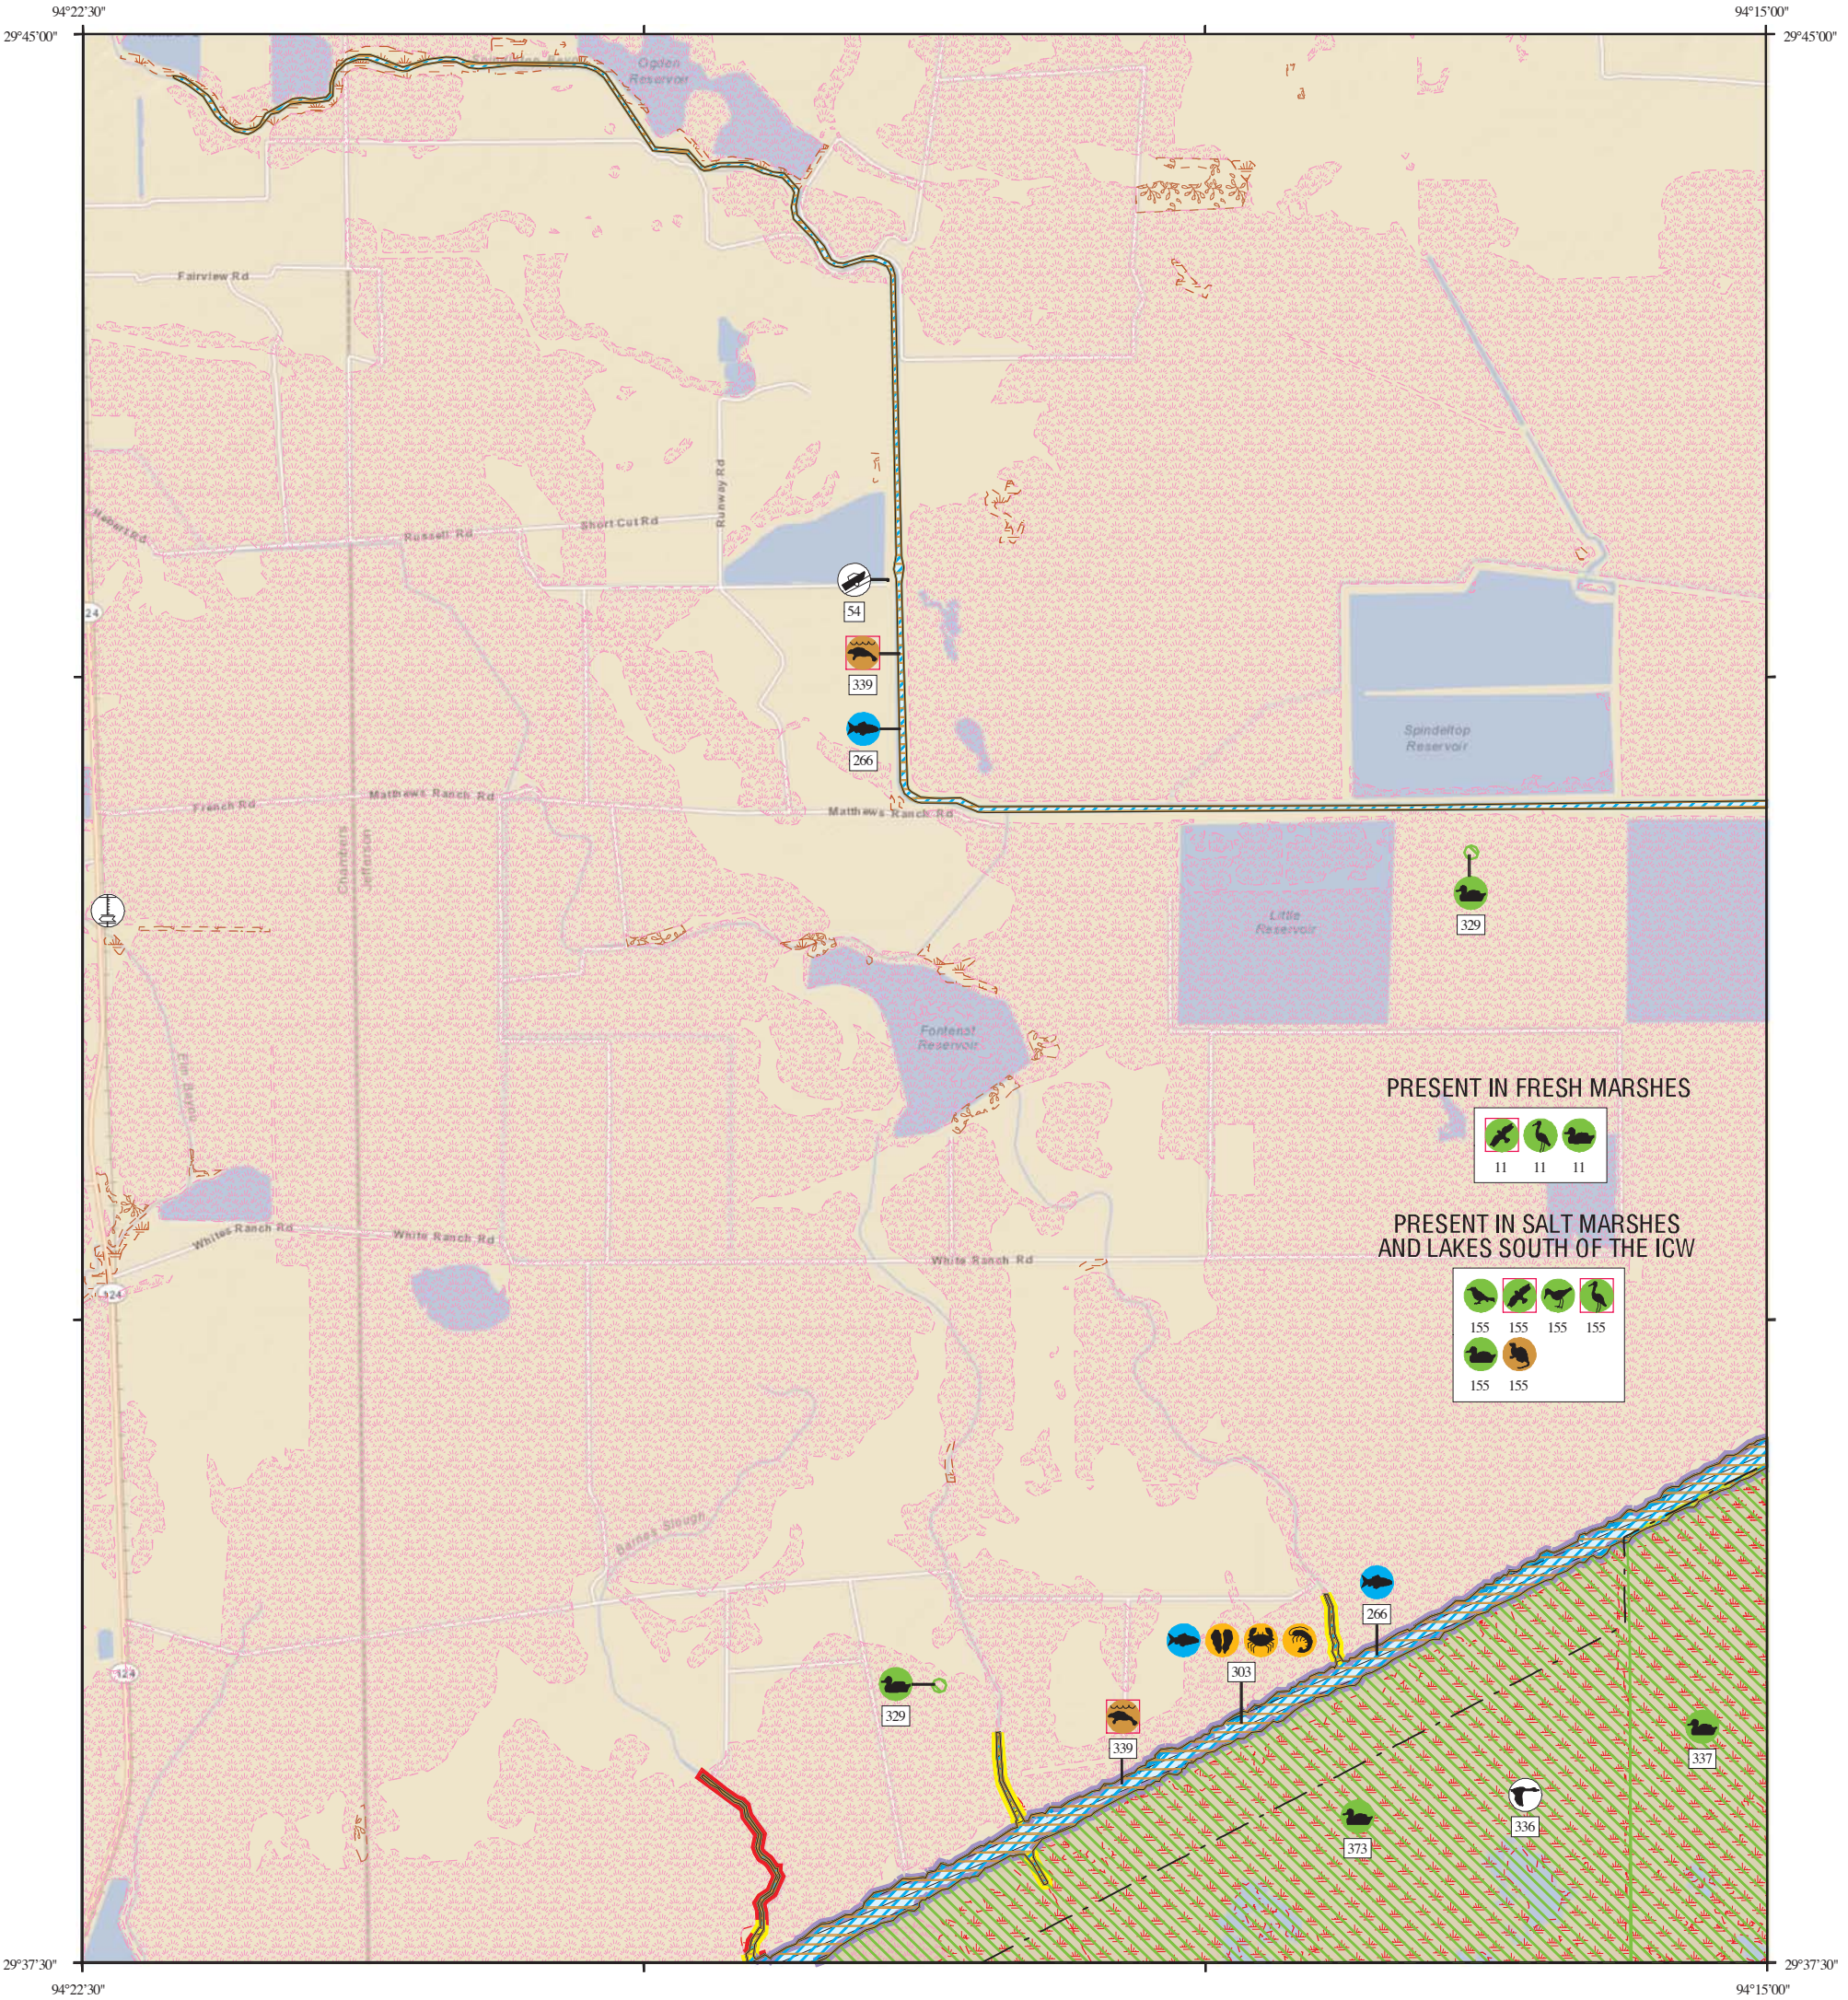 94°22'30"
94°15'00"
29°45'00"
29°45'00"
Ogden
Reservoir
Fairview Rd
Runway Rd
Hebert Rd
Russell Rd
Short Cut Rd
54
24
339
266
Spindletop
Reservoir
French Rd
Matthews Ranch Rd
Matthews Ranch Rd
Chambers
Jefferson
Little
Reservoir
329
Fontenot
Reservoir
Elm Bayou
PRESENT IN FRESH MARSHES
11 11 11
PRESENT IN SALT MARSHES
AND LAKES SOUTH OF THE ICW
Whites Ranch Rd
White Ranch Rd
White Ranch Rd
124
155 155 155 155
155 155
Barnes Slough
266
303
124
329
339
337
336
373
29°37'30"
29°37'30"
94°22'30"
94°15'00"